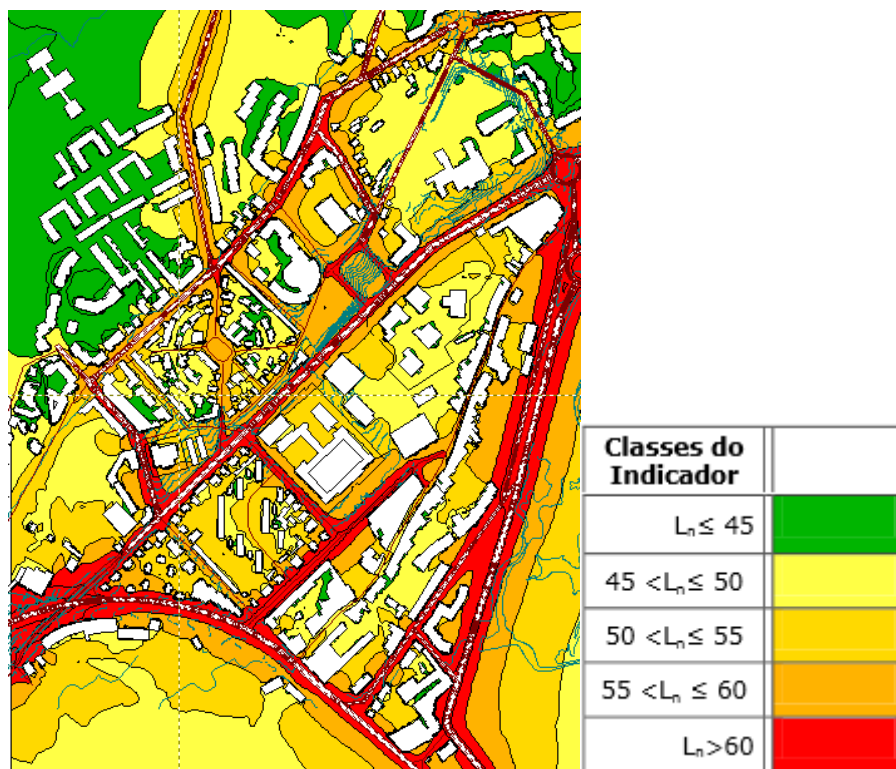 Classes do
Indicador
Lₙ≤ 45
45 <Lₙ≤ 50
50 <Lₙ≤ 55
55 <Lₙ ≤ 60
Lₙ>60